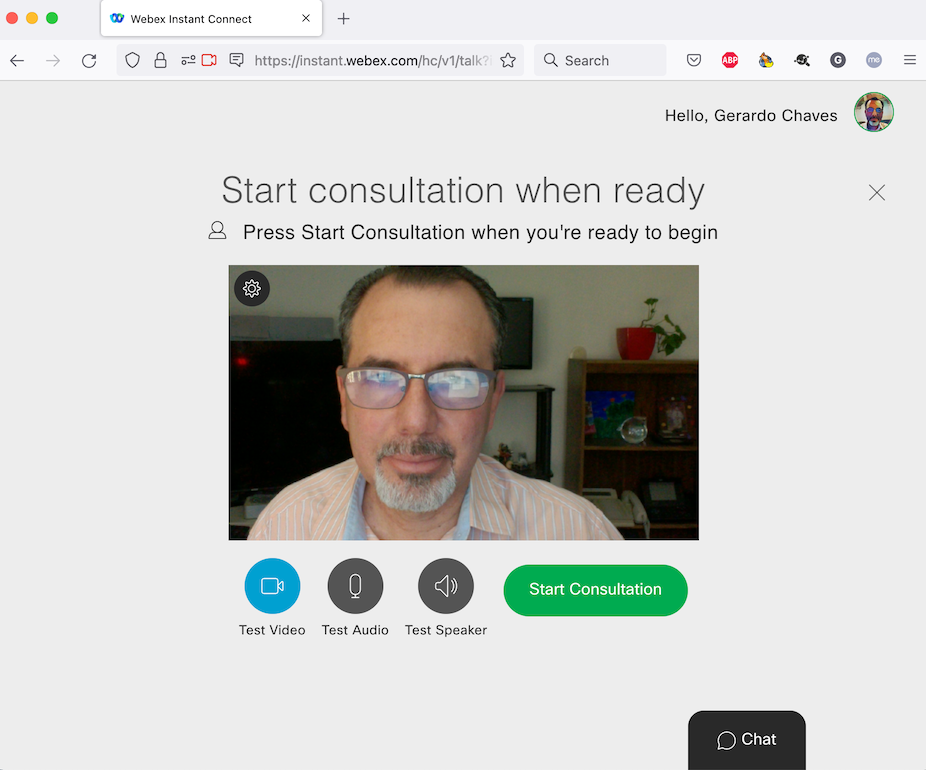 Webex Instant Connect
https://instant.webex.com/hc/v1/talk?
Search
ABP
G
me
Hello, Gerardo Chaves
Start consultation when ready
Press Start Consultation when you're ready to begin
Start Consultation
Test Video
Test Audio
Test Speaker
Chat